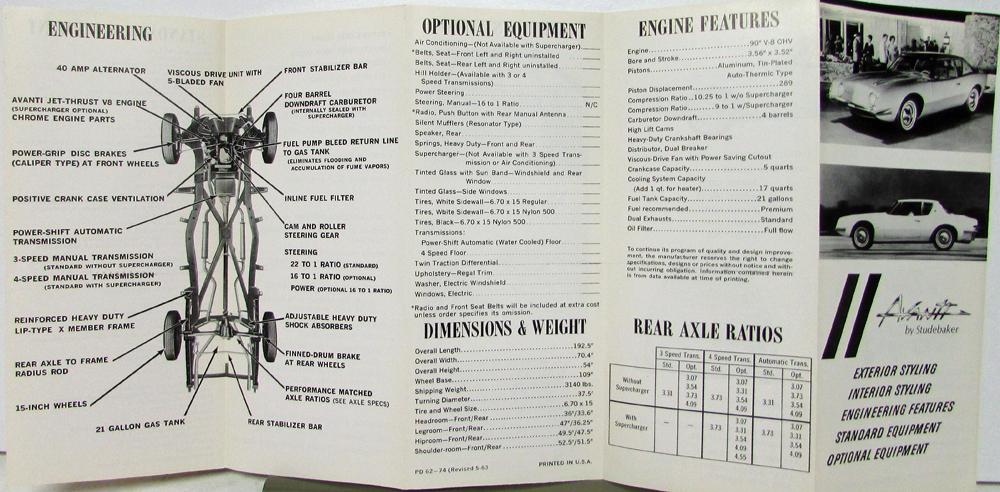 ENGINEERING
40 AMP ALTERNATOR
VISCOUS DRIVE UNIT WITH
5-BLADED FAN
FRONT STABILIZER BAR
AVANTI JET-THRUST V8 ENGINE
(SUPERCHARGER OPTIONAL)
CHROME ENGINE PARTS
FOUR BARREL
DOWNDRAFT CARBURETOR
(INTERNALLY SEALED WITH
SUPERCHARGER)
POWER-GRIP DISC BRAKES
(CALIPER TYPE) AT FRONT WHEELS
FUEL PUMP BLEED RETURN LINE
TO GAS TANK
(ELIMINATES FLOODING AND
ACCUMULATION OF FUME VAPORS)
POSITIVE CRANK CASE VENTILATION
INLINE FUEL FILTER
POWER-SHIFT AUTOMATIC
TRANSMISSION
CAM AND ROLLER
STEERING GEAR
3-SPEED MANUAL TRANSMISSION
(STANDARD WITHOUT SUPERCHARGER)
4-SPEED MANUAL TRANSMISSION
(STANDARD WITH SUPERCHARGER)
STEERING
22 TO 1 RATIO (STANDARD)
16 TO 1 RATIO (OPTIONAL)
POWER (OPTIONAL 16 TO 1 RATIO)
REINFORCED HEAVY DUTY
LIP-TYPE X MEMBER FRAME
ADJUSTABLE HEAVY DUTY
SHOCK ABSORBERS
REAR AXLE TO FRAME
RADIUS ROD
FINNED-DRUM BRAKE
AT REAR WHEELS
15-INCH WHEELS
PERFORMANCE MATCHED
AXLE RATIOS (SEE AXLE SPECS)
21 GALLON GAS TANK
REAR STABILIZER BAR
OPTIONAL EQUIPMENT
Air Conditioning—(Not Available with Supercharger)
*Belts, Seat—Front Left and Right uninstalled
Belts, Seat—Rear Left and Right uninstalled
Hill Holder—(Available with 3 or 4
Speed Transmissions)
Power Steering
Steering, Manual—16 to 1 Ratio N/C
*Radio, Push Button with Rear Manual Antenna
Silent Mufflers (Resonator Type)
Speaker, Rear
Springs, Heavy Duty—Front and Rear
Supercharger—(Not Available with 3 Speed Trans-
mission or Air Conditioning)
Tinted Glass with Sun Band—Windshield and Rear
Window
Tinted Glass—Side Windows
Tires, White Sidewall—6.70 x 15 Regular
Tires, White Sidewall—6.70 x 15 Nylon 500
Tires, Black—6.70 x 15 Nylon 500
Transmissions:
Power-Shift Automatic (Water Cooled) Floor
4 Speed Floor
Twin Traction Differential
Upholstery—Regal Trim
Washer, Electric Windshield
Windows, Electric
*Radio and Front Seat Belts will be included at extra cost
unless order specifies its omission.
DIMENSIONS & WEIGHT
Overall Length 192.5"
Overall Width 70.4"
Overall Height 54"
Wheel Base 109"
Shipping Weight 3140 lbs.
Turning Diameter 37.5'
Tire and Wheel Size 6.70 x 15
Headroom—Front/Rear 36"/33.6"
Legroom—Front/Rear 47"/36.25"
Hiproom—Front/Rear 49.5"/47.5"
Shoulder-room—Front/Rear 52.5"/51.5"
PD 62-74 (Revised 5-63 PRINTED IN U.S.A.
ENGINE FEATURES
Engine 90° V-8 OHV
Bore and Stroke 3.56" x 3.52"
Pistons Aluminum, Tin-Plated
Auto-Thermic Type
Piston Displacement 289
Compression Ratio 10.25 to 1 w/o Supercharger
Compression Ratio 9 to 1 w/Supercharger
Carburetor Downdraft 4 barrels
High Lift Cams
Heavy-Duty Crankshaft Bearings
Distributor, Dual Breaker
Viscous-Drive Fan with Power Saving Cutout
Crankcase Capacity 5 quarts
Cooling System Capacity
(Add 1 qt. for heater) 17 quarts
Fuel Tank Capacity 21 gallons
Fuel recommended Premium
Dual Exhausts Standard
Oil Filter Full flow
To continue its program of quality and design improve-
ment, the manufacturer reserves the right to change
specifications, designs or prices without notice and with-
out incurring obligation. Information contained herein
is from data available at time of printing.
REAR AXLE RATIOS
3 Speed Trans. 4 Speed Trans. Automatic Trans.
Std. Opt. Std. Opt. Std. Opt.
Without
Supercharger
3.31
3.07
3.54
3.73
4.09
3.73
3.07
3.31
3.54
4.09
3.31
3.07
3.54
3.73
4.09
With
Supercharger
— —
3.73
3.07
3.31
3.54
4.09
4.55
3.73
3.07
3.31
3.54
4.09
Avanti
by Studebaker
EXTERIOR STYLING
INTERIOR STYLING
ENGINEERING FEATURES
STANDARD EQUIPMENT
OPTIONAL EQUIPMENT